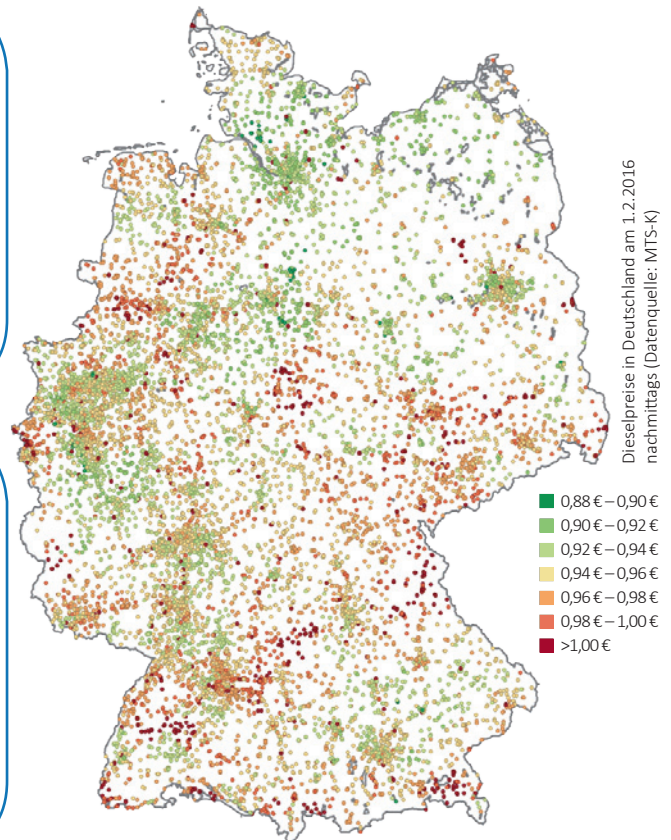 Dieselpreise in Deutschland am 1.2.2016
nachmittags (Datenquelle: MTS-K)
0,88 € – 0,90 €
0,90 € – 0,92 €
0,92 € – 0,94 €
0,94 € – 0,96 €
0,96 € – 0,98 €
0,98 € – 1,00 €
>1,00 €